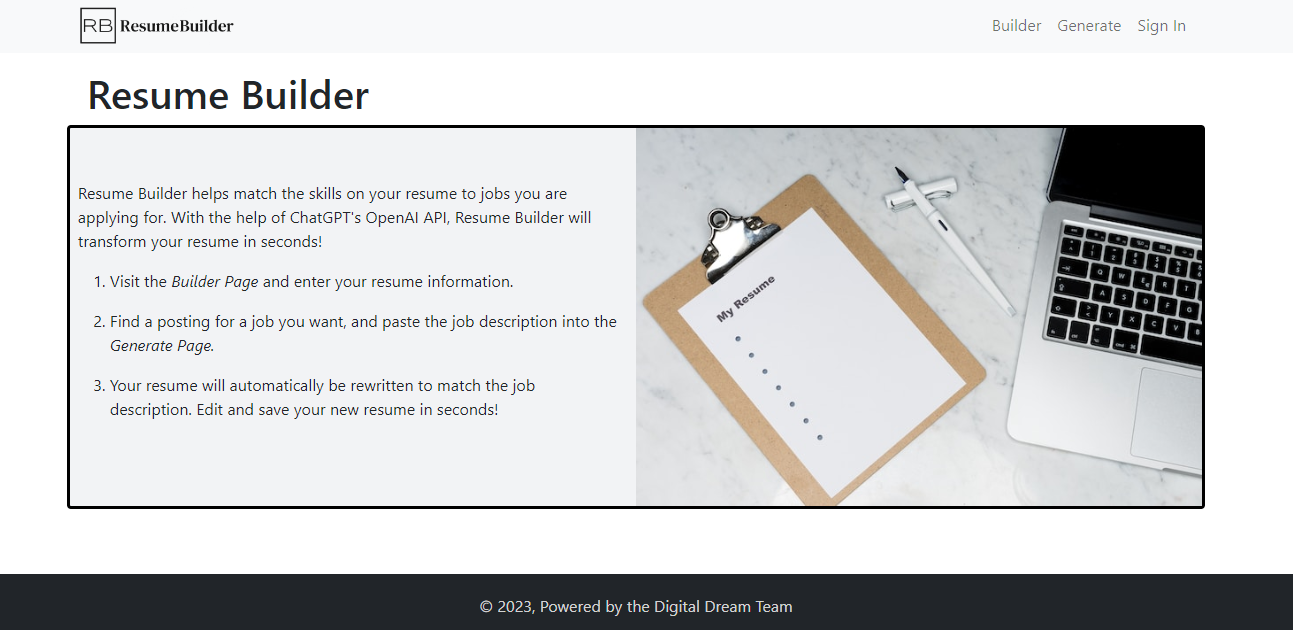 RB ResumeBuilder
Builder Generate Sign In
Resume Builder
Resume Builder helps match the skills on your resume to jobs you are
applying for. With the help of ChatGPT's OpenAI API, Resume Builder will
transform your resume in seconds!
1. Visit the Builder Page and enter your resume information.
2. Find a posting for a job you want, and paste the job description into the
Generate Page.
3. Your resume will automatically be rewritten to match the job
description. Edit and save your new resume in seconds!
My Resume
© 2023, Powered by the Digital Dream Team